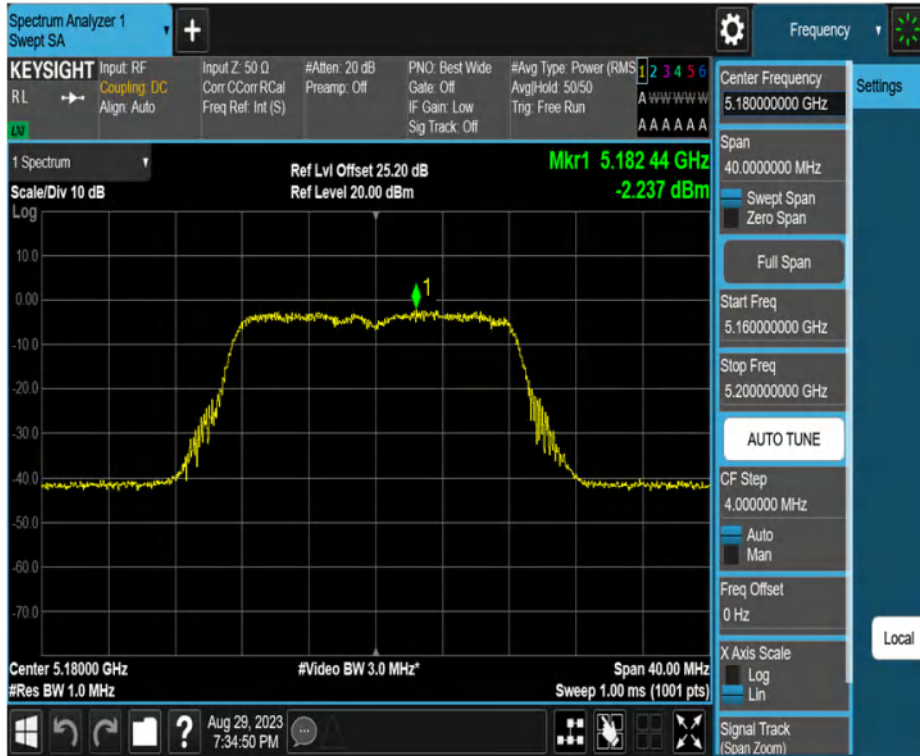 Spectrum Analyzer 1
Swept SA
Frequency
KEYSIGHT
RL
Input: RF
Coupling: DC
Align: Auto
Input Z: 50 Ω
Corr CCorr RCal
Freq Ref: Int (S)
#Atten: 20 dB
Preamp: Off
PNO: Best Wide
Gate: Off
IF Gain: Low
Sig Track: Off
#Avg Type: Power (RMS
Avg|Hold: 50/50
Trig: Free Run
1 2 3 4 5 6
A W W W W W
A A A A A A
LXI
1 Spectrum
Scale/Div 10 dB
Log
Ref Lvl Offset 25.20 dB
Ref Level 20.00 dBm
Mkr1 5.182 44 GHz
-2.237 dBm
1
10.0
0.00
-10.0
-20.0
-30.0
-40.0
-50.0
-60.0
-70.0
Center 5.18000 GHz
#Res BW 1.0 MHz
#Video BW 3.0 MHz*
Span 40.00 MHz
Sweep 1.00 ms (1001 pts)
Aug 29, 2023
7:34:50 PM
Center Frequency
5.180000000 GHz
Settings
Span
40.0000000 MHz
Swept Span
Zero Span
Full Span
Start Freq
5.160000000 GHz
Stop Freq
5.200000000 GHz
AUTO TUNE
CF Step
4.000000 MHz
Auto
Man
Freq Offset
0 Hz
Local
X Axis Scale
Log
Lin
Signal Track
(Span Zoom)